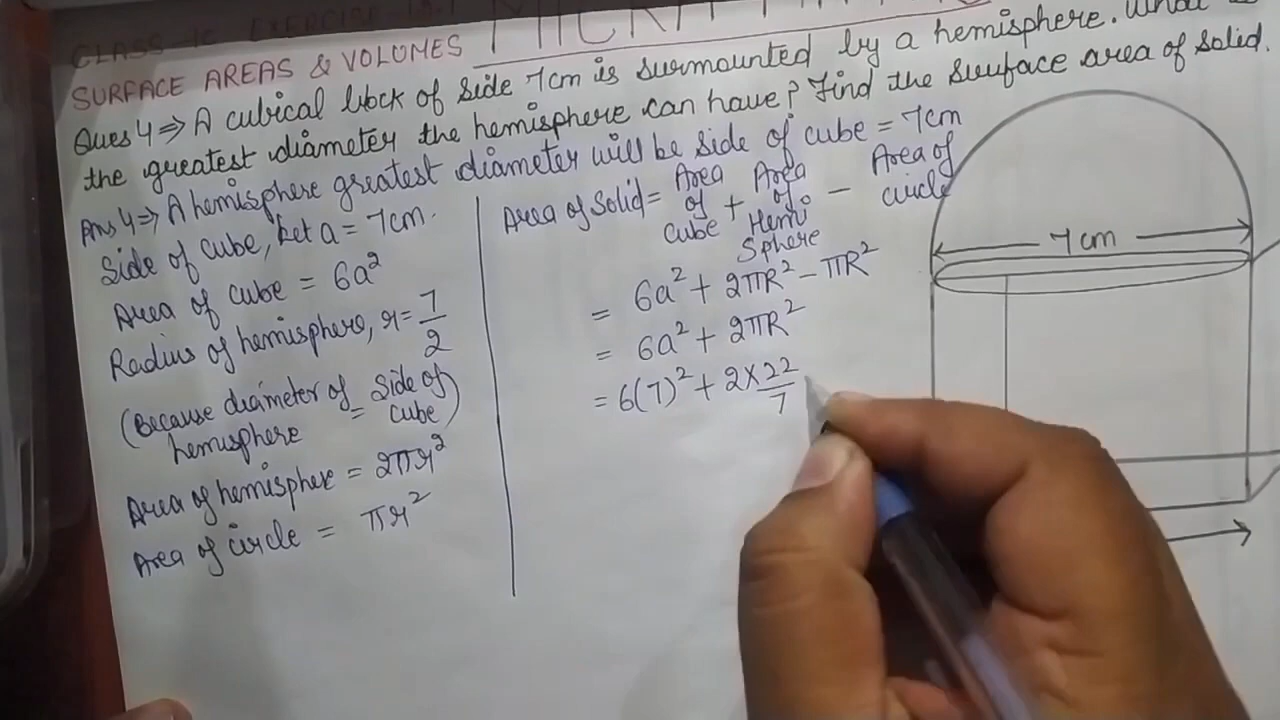 SURFACE AREAS & VOLUMES
Ques 4 ⇒ A cubical block of side 7cm is surmounted by a hemisphere. What
the greatest diameter the hemisphere can have? Find the surface area of solid.
Ans 4 ⇒ A hemisphere greatest diameter will be side of cube = 7cm
Side of cube, Let a = 7cm.
Area of cube = 6a²
Radius of hemisphere, r = 7/2
(Because diameter of hemisphere = Side of cube)
Area of hemisphere = 2πr²
Area of circle = πr²
Area of Solid = Area of cube + Area of Hemi Sphere − Area of circle
= 6a² + 2πR² − πR²
= 6a² + 2πR²
= 6(7)² + 2×22/7
7cm